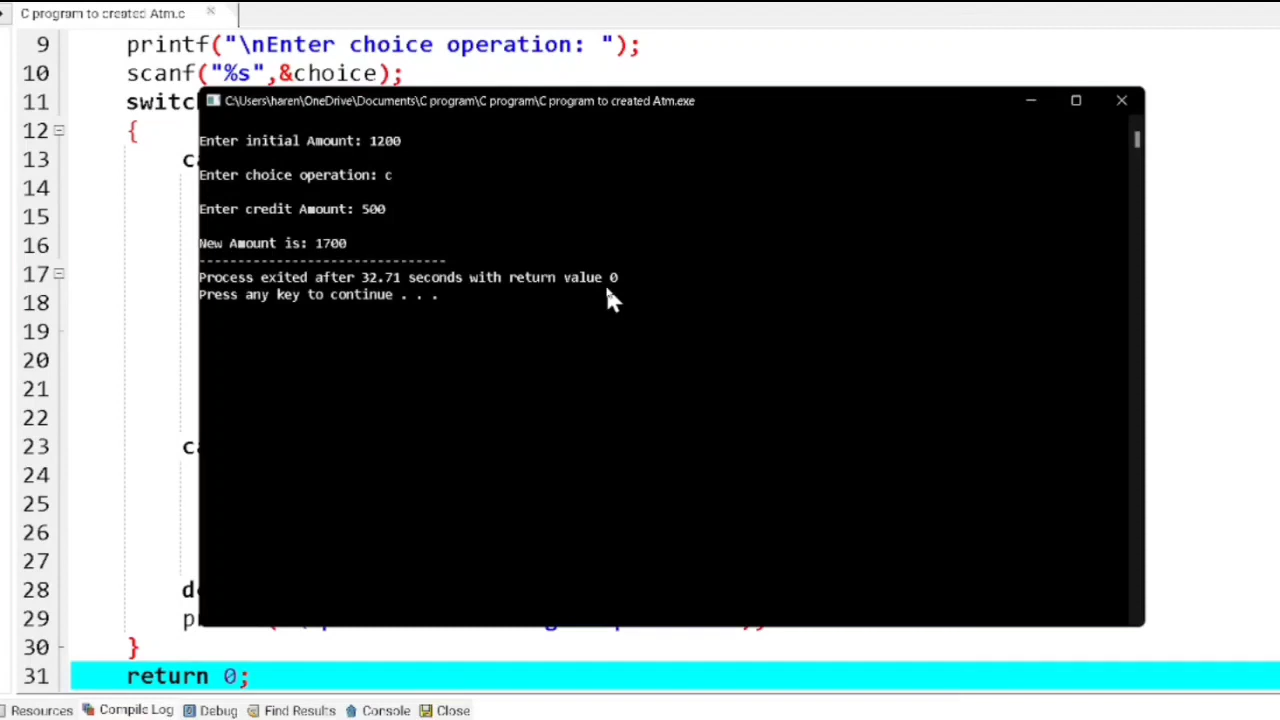 C program to created Atm.c
9 printf("\nEnter choice operation: ");
10 scanf("%s",&choice);
11 switc
C:\Users\haren\OneDrive\Documents\C program\C program\C program to created Atm.exe
12 {
Enter initial Amount: 1200
13 ca
Enter choice operation: c
14
Enter credit Amount: 500
15
16
New Amount is: 1700
------------------------------
17
Process exited after 32.71 seconds with return value 0
Press any key to continue . . .
18
19
20
21
22
23 ca
24
25
26
27
28 de
29
30 }
31 return 0;
Resources Compile Log Debug Find Results Console Close